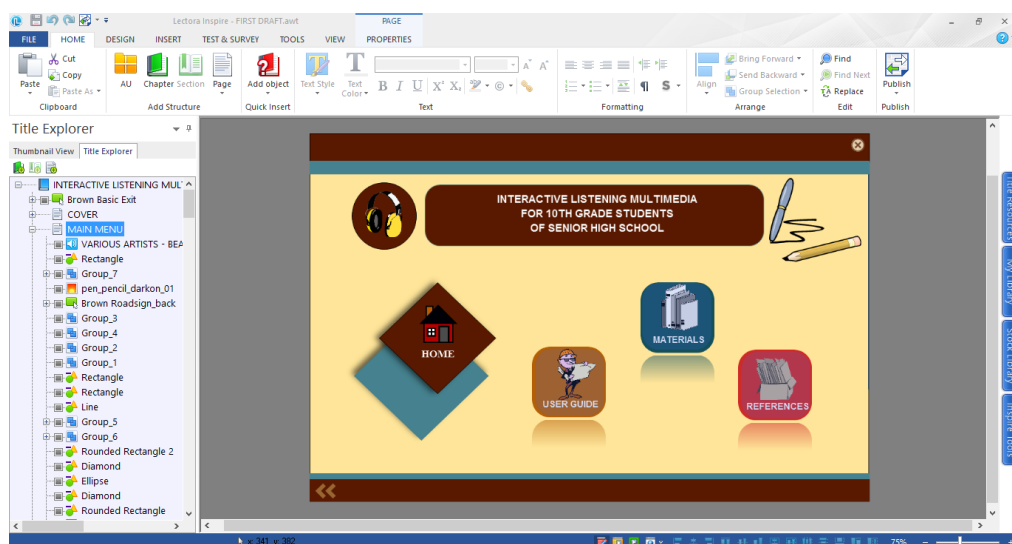 Lectora Inspire - FIRST DRAFT.awt
PAGE
FILE HOME DESIGN INSERT TEST & SURVEY TOOLS VIEW PROPERTIES
Paste
Cut
Copy
Paste As
Clipboard
AU Chapter Section Page
Add Structure
Add object
Quick Insert
Text Style
Text Color
B I U X² X₂
Text
Formatting
Align
Bring Forward
Send Backward
Group Selection
Arrange
Find
Find Next
Replace
Edit
Publish
Publish
Title Explorer
Thumbnail View Title Explorer
INTERACTIVE LISTENING MUL
Brown Basic Exit
COVER
MAIN MENU
VARIOUS ARTISTS - BEA
Rectangle
Group_7
pen_pencil_darkon_01
Brown Roadsign_back
Group_3
Group_4
Group_2
Group_1
Rectangle
Rectangle
Line
Group_5
Group_6
Rounded Rectangle 2
Diamond
Ellipse
Diamond
Rounded Rectangle
INTERACTIVE LISTENING MULTIMEDIA
FOR 10TH GRADE STUDENTS
OF SENIOR HIGH SCHOOL
HOME
USER GUIDE
MATERIALS
REFERENCES
Title Resources
My Library
Stock Library
Inspire Tools
x: 341 y: 382
75%